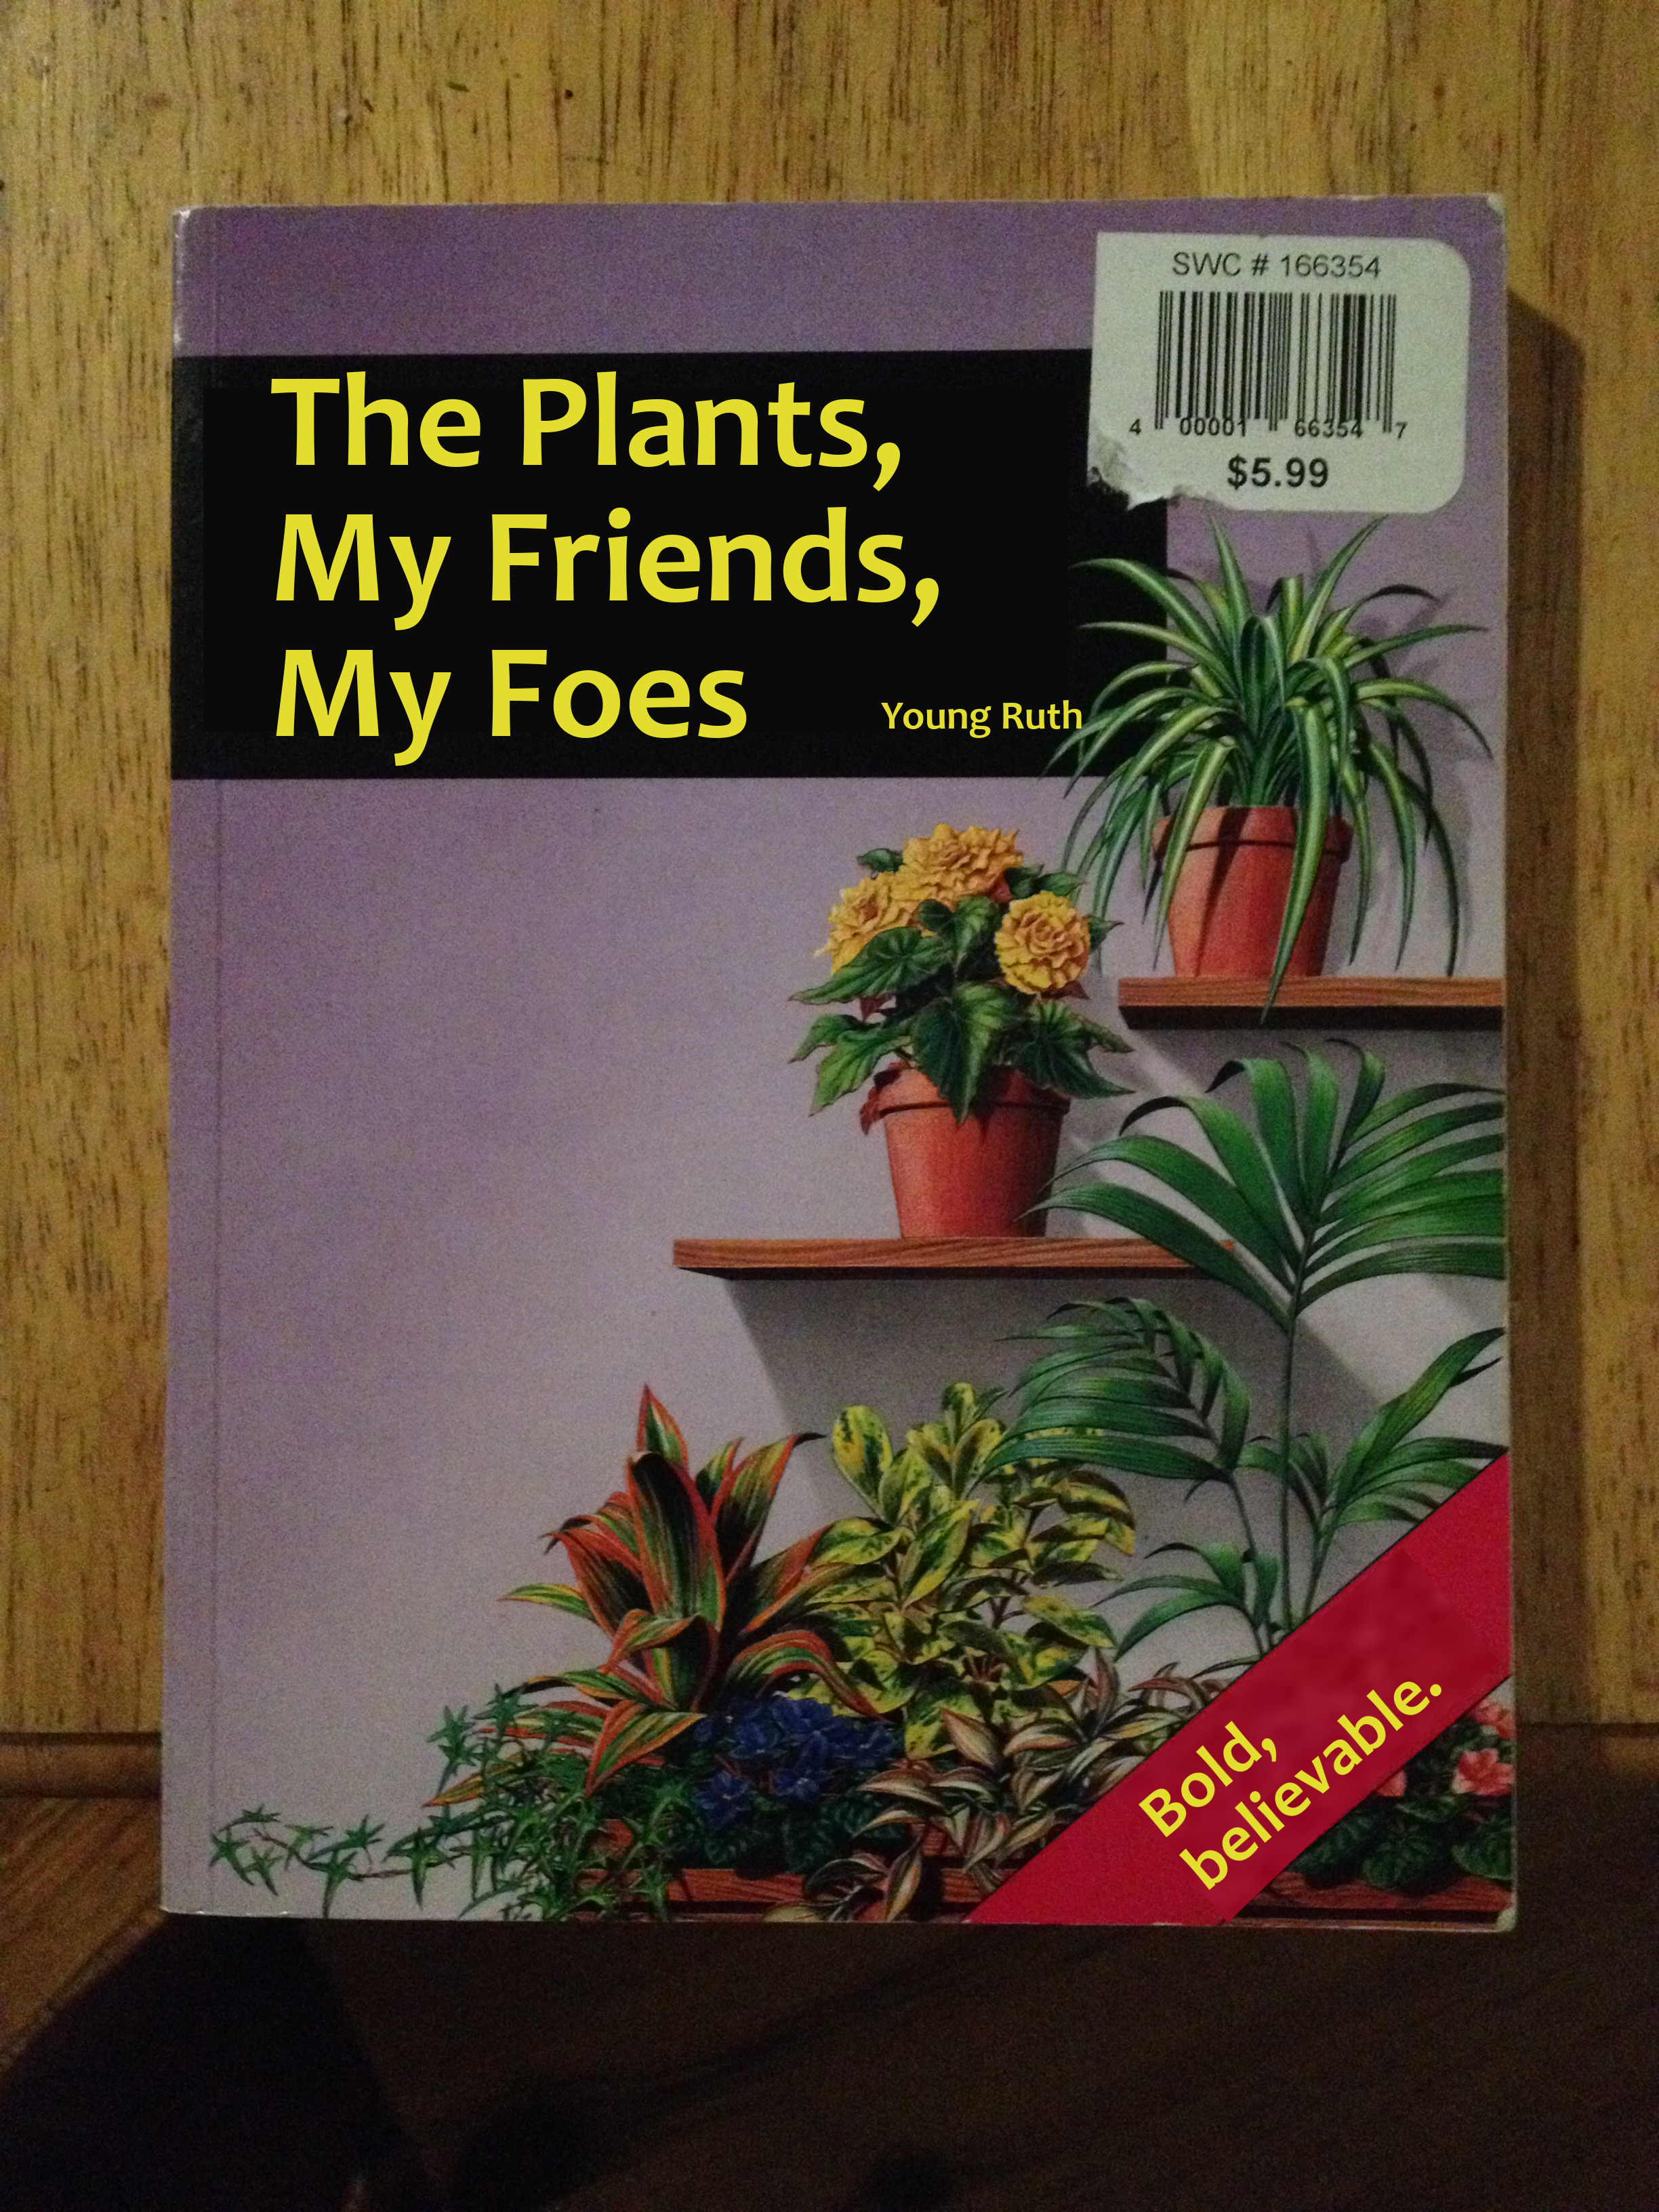 SWC # 166354
4 00001 66354 7
$5.99
The Plants,
My Friends,
My Foes
Young Ruth
Bold,
believable.